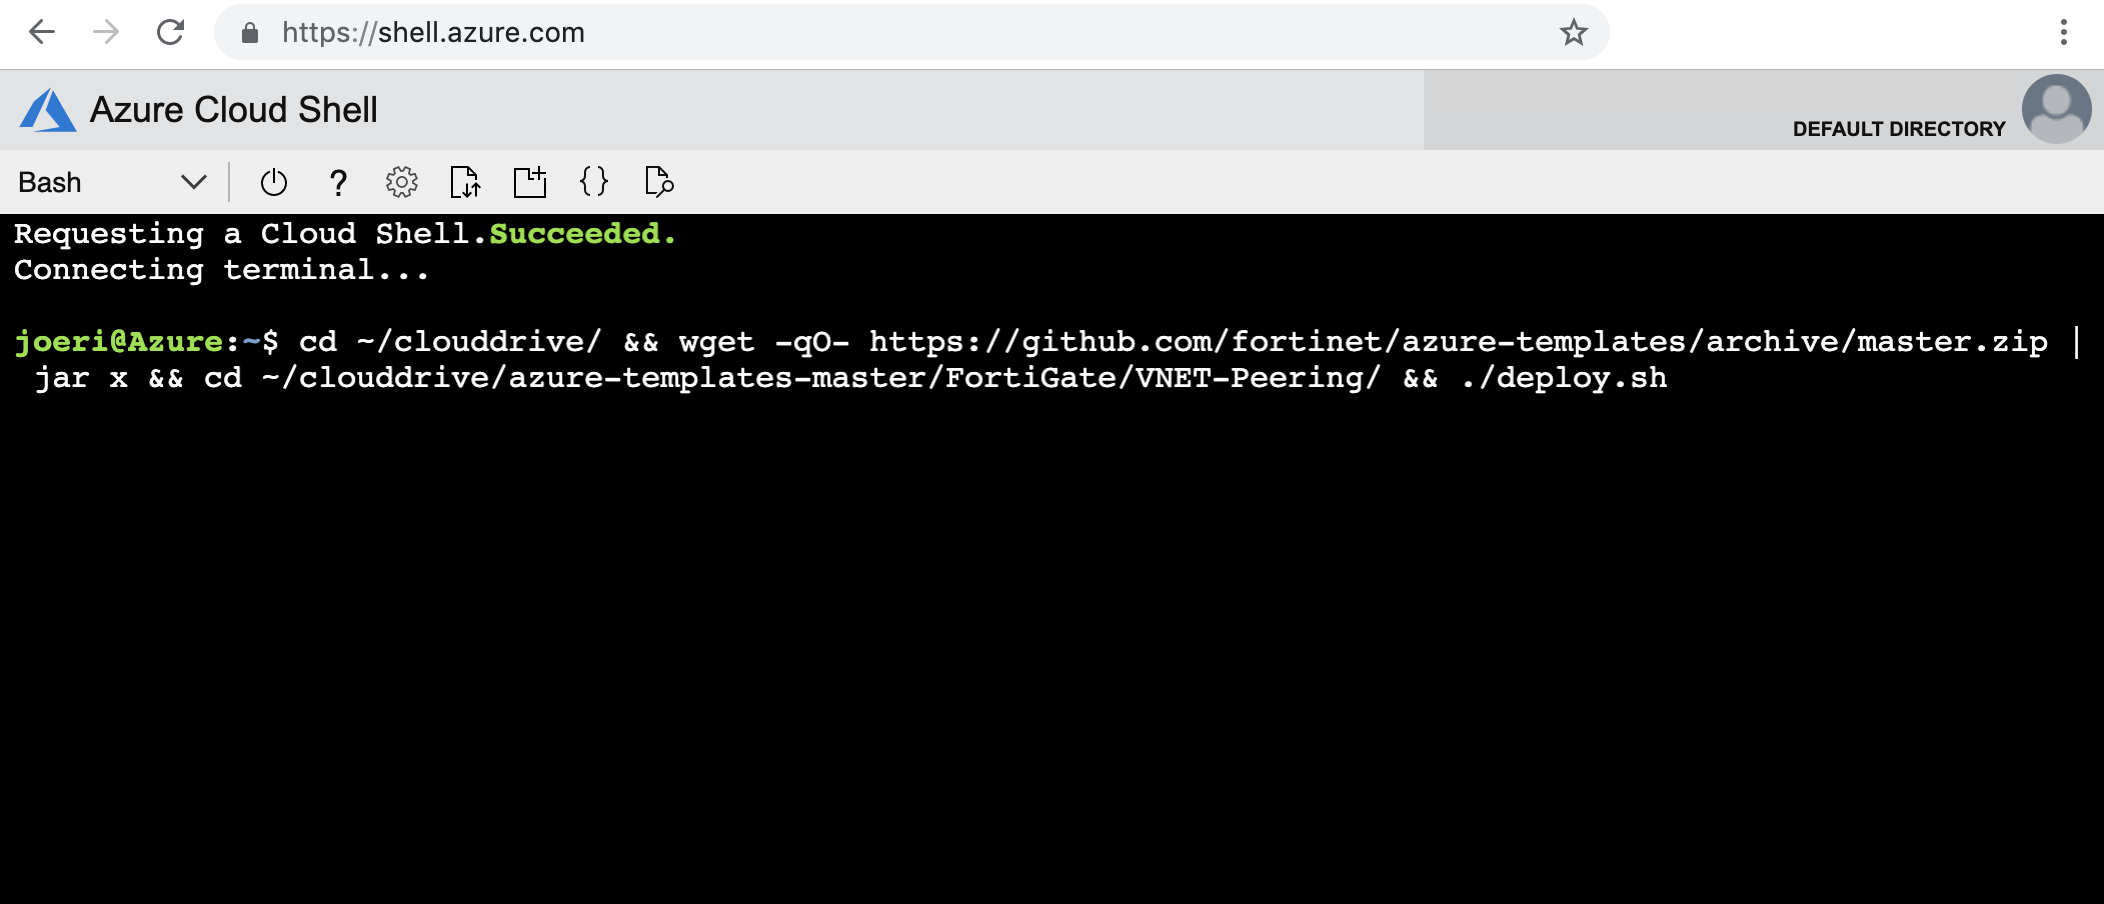 https://shell.azure.com
Azure Cloud Shell
DEFAULT DIRECTORY
Bash
?
{}
Requesting a Cloud Shell.Succeeded.
Connecting terminal...
joeri@Azure:~$ cd ~/clouddrive/ && wget -qO- https://github.com/fortinet/azure-templates/archive/master.zip |
jar x && cd ~/clouddrive/azure-templates-master/FortiGate/VNET-Peering/ && ./deploy.sh